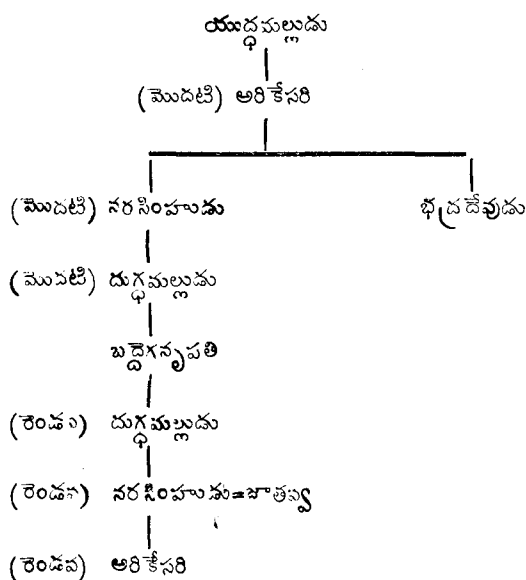 యుద్ధమల్లుడు
(మొదటి) అరికేసరి
(మొదటి) నరసింహుడు భద్రదేవుడు
(మొదటి) దుగ్ధమల్లుడు
బద్దెగనృపతి
(రెండవ) దుగ్ధమల్లుడు
(రెండవ) నరసింహుడు=జాతవ్వ
(రెండవ) అరికేసరి